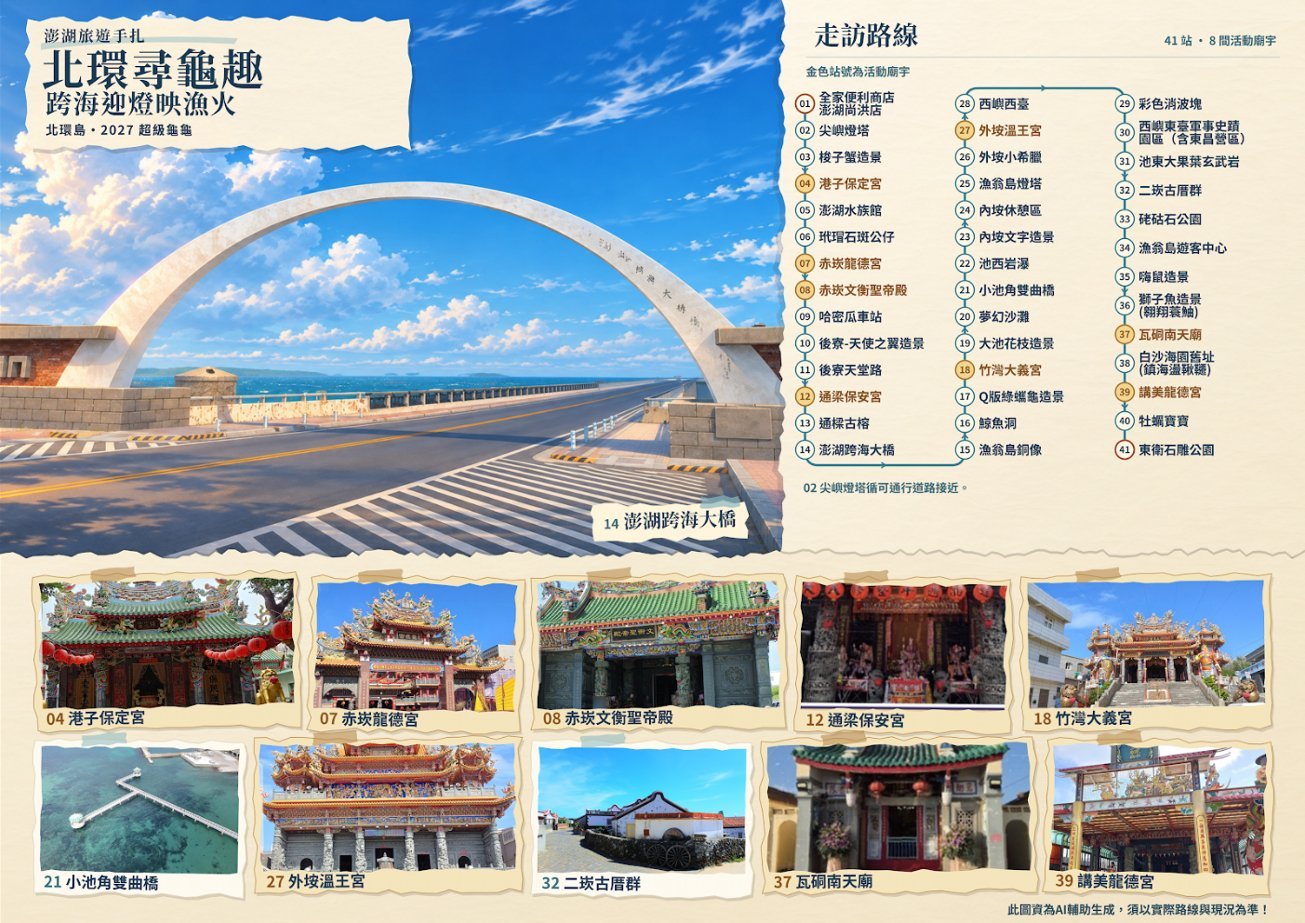 澎湖旅遊手扎
北環尋龜趣
跨海迎燈映漁火
北環島・2027 超級龜龜
14 澎湖跨海大橋
走訪路線
41 站・8 間活動廟宇
金色站號為活動廟宇
01 全家便利商店
澎湖尚洪店
02 尖嶼燈塔
03 梭子蟹造景
04 港子保定宮
05 澎湖水族館
06 玳瑁石斑公仔
07 赤崁龍德宮
08 赤崁文衡聖帝殿
09 哈密瓜車站
10 後寮-天使之翼造景
11 後寮天堂路
12 通梁保安宮
13 通樑古榕
14 澎湖跨海大橋
28 西嶼西臺
27 外垵溫王宮
26 外垵小希臘
25 漁翁島燈塔
24 內垵休憩區
23 內垵文字造景
22 池西岩瀑
21 小池角雙曲橋
20 夢幻沙灘
19 大池花枝造景
18 竹灣大義宮
17 Q版綠蠵龜造景
16 鯨魚洞
15 漁翁島銅像
29 彩色消波塊
30 西嶼東臺軍事史蹟
園區（含東昌營區）
31 池東大果葉玄武岩
32 二崁古厝群
33 硓𥑮石公園
34 漁翁島遊客中心
35 嗨鼠造景
36 獅子魚造景
(翱翔簑鮋)
37 瓦硐南天廟
38 白沙海園舊址
(鎮海盪鞦韆)
39 講美龍德宮
40 牡蠣寶寶
41 東衛石雕公園
02 尖嶼燈塔循可通行道路接近。
04 港子保定宮
07 赤崁龍德宮
08 赤崁文衡聖帝殿
12 通梁保安宮
18 竹灣大義宮
21 小池角雙曲橋
27 外垵溫王宮
32 二崁古厝群
37 瓦硐南天廟
39 講美龍德宮
此圖資為AI輔助生成，須以實際路線與現況為準！